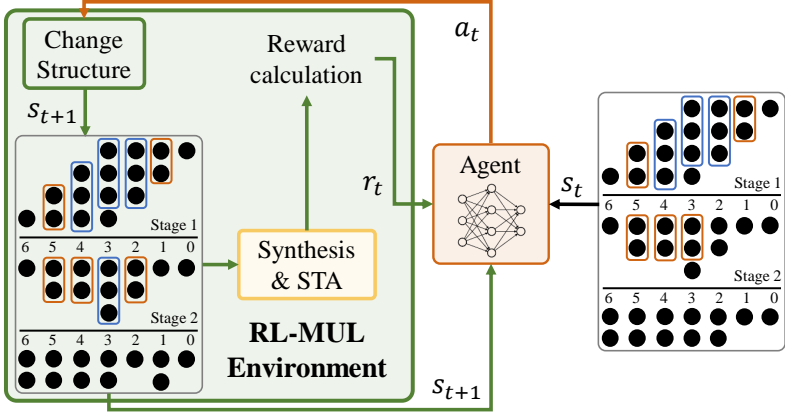 Change
Structure
s_{t+1}
Reward
calculation
a_t
r_t
Agent
s_t
Stage 1
6 5 4 3 2 1 0
Stage 2
6 5 4 3 2 1 0
Synthesis
& STA
RL-MUL
Environment
s_{t+1}
Stage 1
6 5 4 3 2 1 0
Stage 2
6 5 4 3 2 1 0